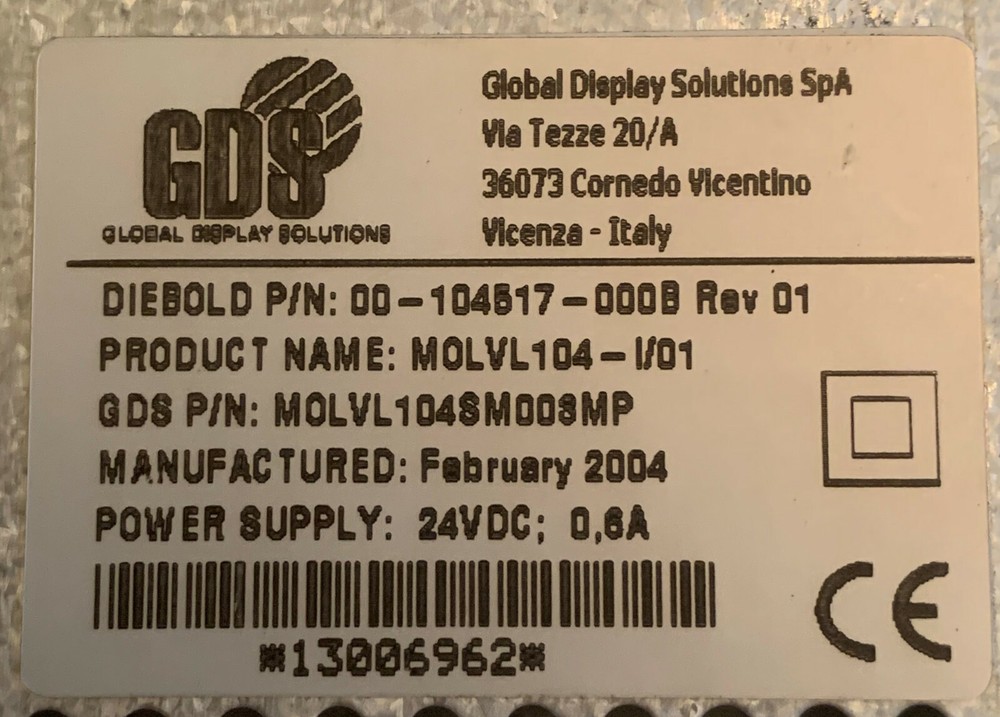 GDS
GLOBAL DISPLAY SOLUTIONS
Global Display Solutions SpA
Via Tezze 20/A
36073 Cornedo Vicentino
Vicenza - Italy
DIEBOLD P/N: 00-104517-000B Rev 01
PRODUCT NAME: MOLVL104-I/01
GDS P/N: MOLVL104SM003MP
MANUFACTURED: February 2004
POWER SUPPLY: 24VDC; 0,6A
*13006962*
CE